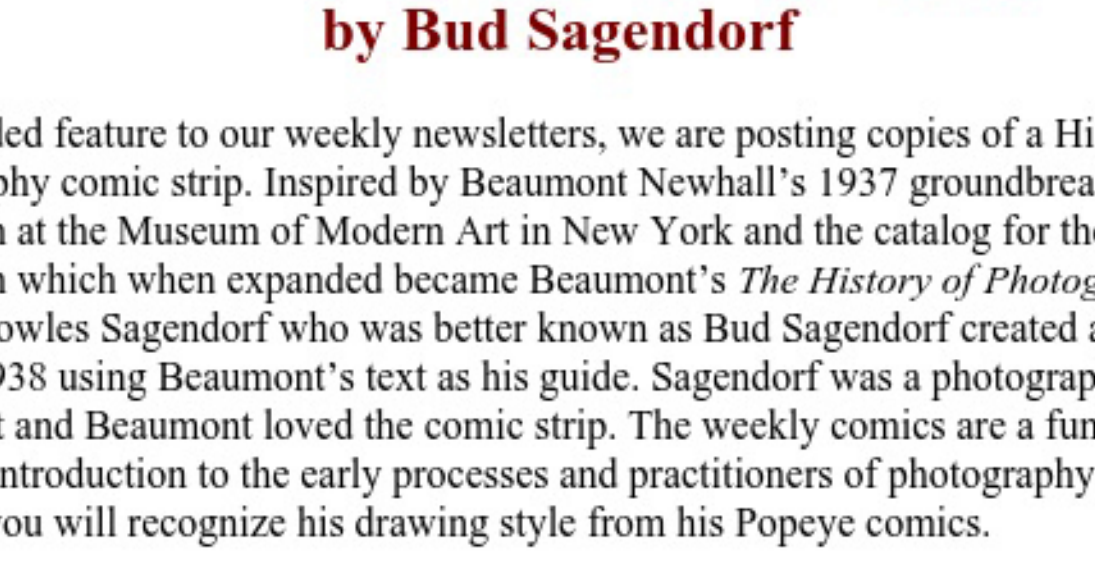 by Bud Sagendorf
led feature to our weekly newsletters, we are posting copies of a Hi
phy comic strip. Inspired by Beaumont Newhall’s 1937 groundbrea
n at the Museum of Modern Art in New York and the catalog for the
n which when expanded became Beaumont’s The History of Photog
owles Sagendorf who was better known as Bud Sagendorf created a
938 using Beaumont’s text as his guide. Sagendorf was a photograp
t and Beaumont loved the comic strip. The weekly comics are a fun
introduction to the early processes and practitioners of photography
you will recognize his drawing style from his Popeye comics.